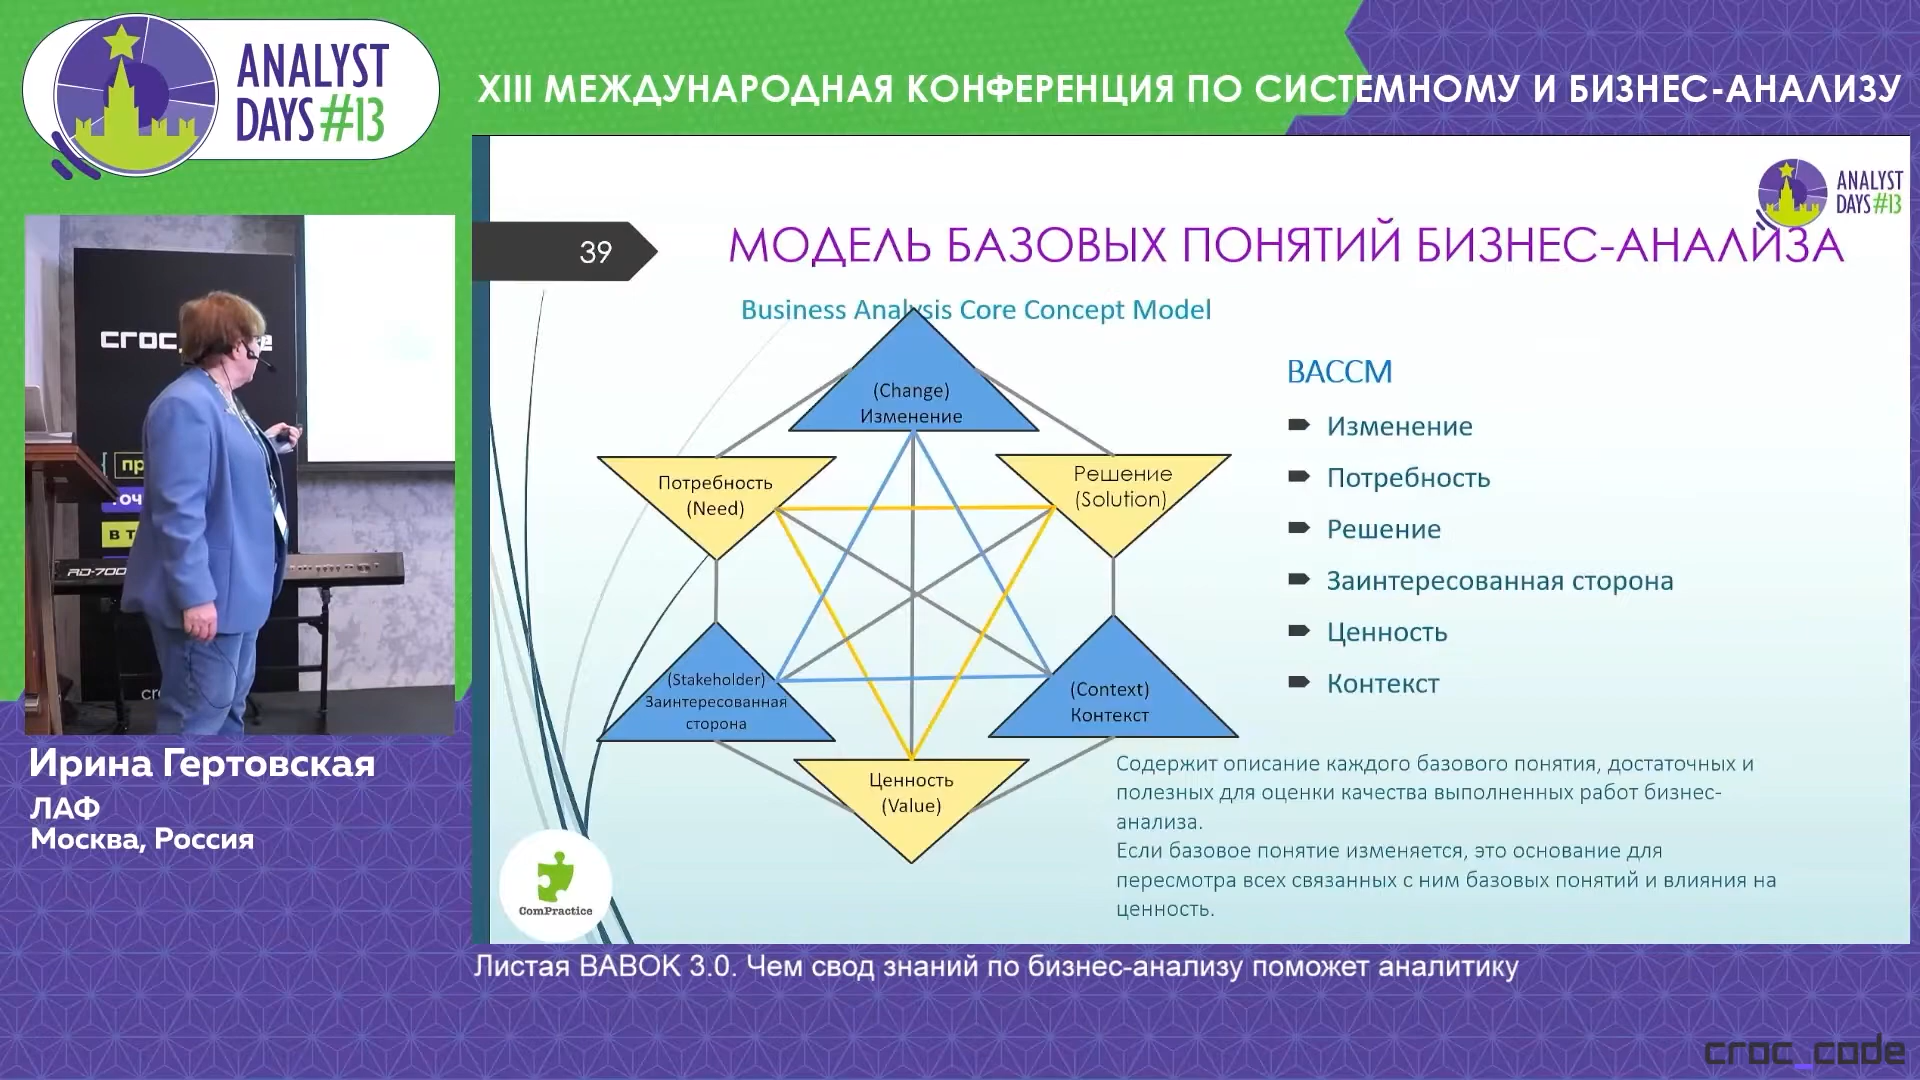 ANALYST
DAYS #13
XIII МЕЖДУНАРОДНАЯ КОНФЕРЕНЦИЯ ПО СИСТЕМНОМУ И БИЗНЕС-АНАЛИЗУ
ANALYST
DAYS #13
39
МОДЕЛЬ БАЗОВЫХ ПОНЯТИЙ БИЗНЕС-АНАЛИЗА
Business Analysis Core Concept Model
(Change)
Изменение
Потребность
(Need)
Решение
(Solution)
(Stakeholder)
Заинтересованная
сторона
(Context)
Контекст
Ценность
(Value)
BACCM
Изменение
Потребность
Решение
Заинтересованная сторона
Ценность
Контекст
Содержит описание каждого базового понятия, достаточных и
полезных для оценки качества выполненных работ бизнес-
анализа.
Если базовое понятие изменяется, это основание для
пересмотра всех связанных с ним базовых понятий и влияния на
ценность.
ComPractice
RD-700
Ирина Гертовская
ЛАФ
Москва, Россия
Листая BABOK 3.0. Чем свод знаний по бизнес-анализу поможет аналитику
croc_code